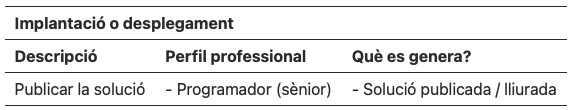 Implantació o desplegament
Descripció Perfil professional Què es genera?
Publicar la solució - Programador (sènior) - Solució publicada / lliurada